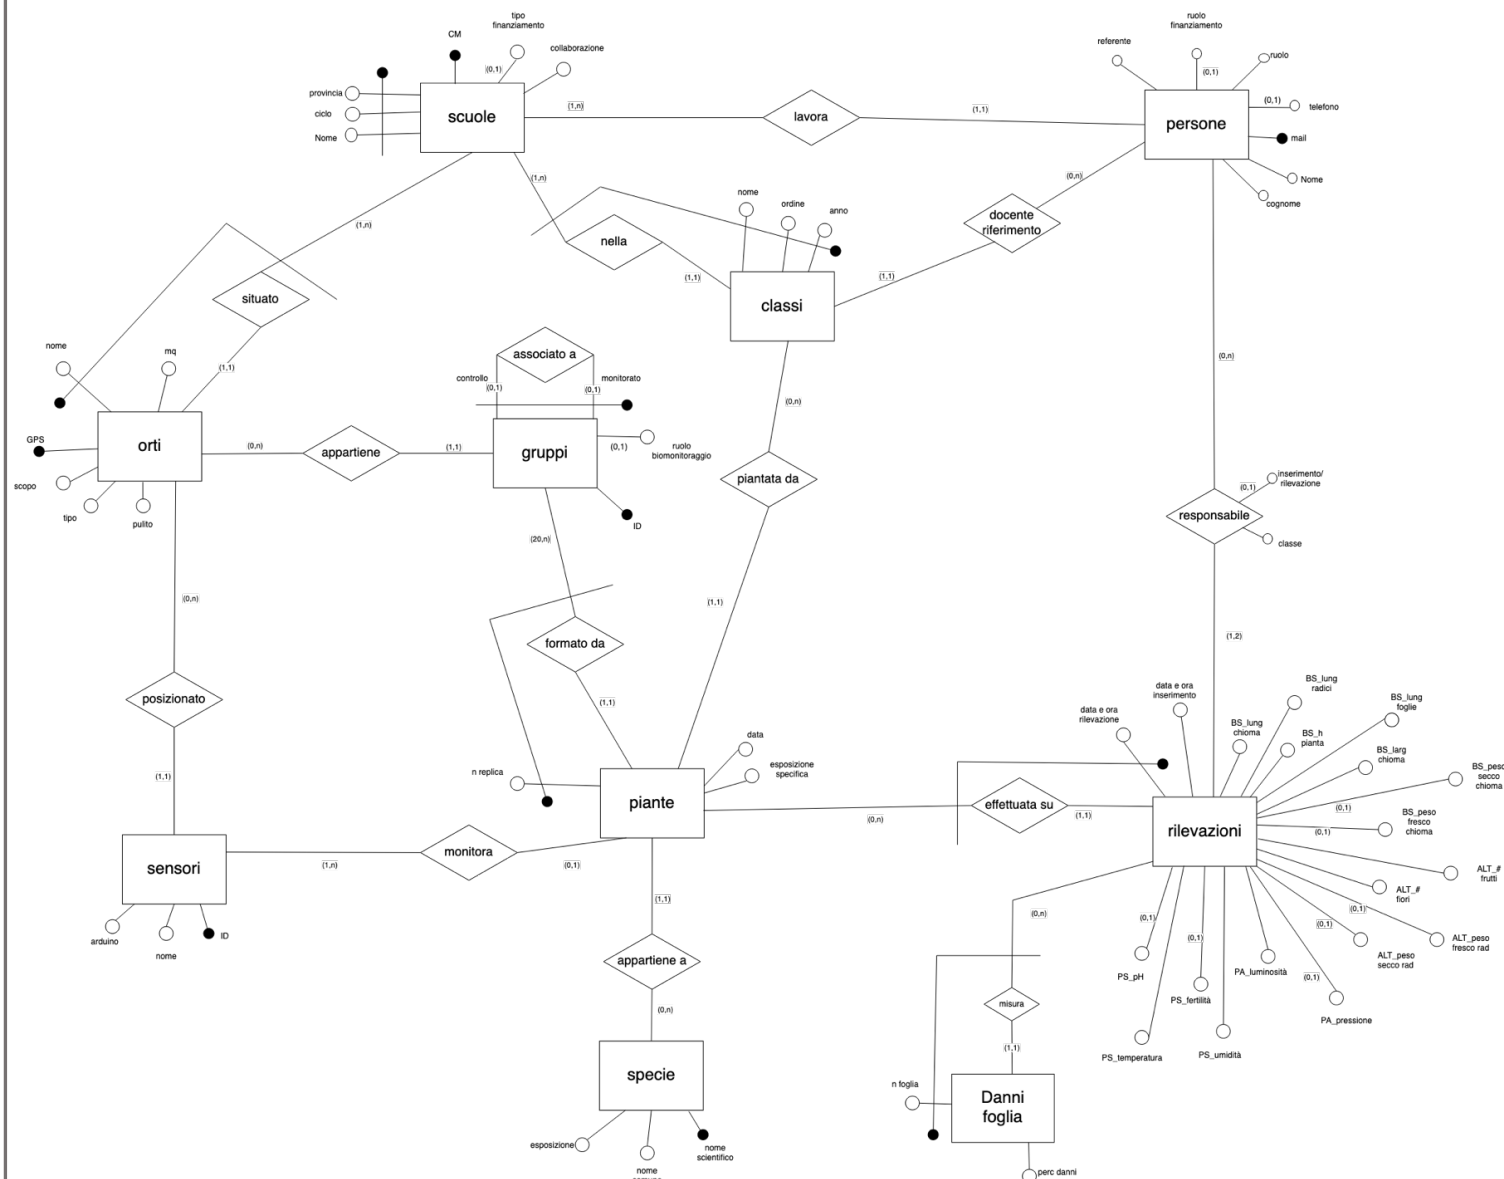 tipo
finanziamento
CM
collaborazione
(0,1)
provincia
ciclo
Nome
scuole
(1,n)
lavora
(1,1)
ruolo
finanziamento
referente
(0,1)
ruolo
(0,1)
telefono
persone
mail
Nome
cognome
(1,n)
(0,n)
nome
ordine
anno
docente
riferimento
(1,n)
nella
(1,1)
(1,1)
classi
situato
nome
mq
(1,1)
associato a
controllo
monitorato
(0,1)
(0,1)
(0,n)
(0,n)
GPS
orti
(0,n)
appartiene
(1,1)
gruppi
(0,1)
ruolo
biomonitoraggio
scopo
tipo
pulito
ID
piantata da
inserimento/
rilevazione
(0,1)
responsabile
classe
(20,n)
(0,n)
(1,1)
formato da
(1,2)
posizionato
(1,1)
data e ora
inserimento
data e ora
rilevazione
BS_lung
radici
BS_lung
foglie
BS_lung
chioma
BS_h
pianta
BS_larg
chioma
BS_peso
secco
chioma
data
esposizione
specifica
n replica
(1,1)
piante
(0,n)
effettuata su
(1,1)
rilevazioni
(0,1)
(0,1)
BS_peso
fresco
chioma
sensori
(1,n)
monitora
(0,1)
ALT_#
frutti
ALT_#
fiori
(1,1)
(0,n)
(0,1)
(0,1)
(0,1)
(0,1)
ALT_peso
fresco rad
ALT_peso
secco rad
arduino
nome
ID
appartiene a
PS_pH
PA_luminosità
(0,1)
PS_fertilità
PA_pressione
(0,n)
misura
PS_temperatura
PS_umidità
(1,1)
specie
n foglia
Danni
foglia
esposizione
nome
scientifico
nome
perc danni